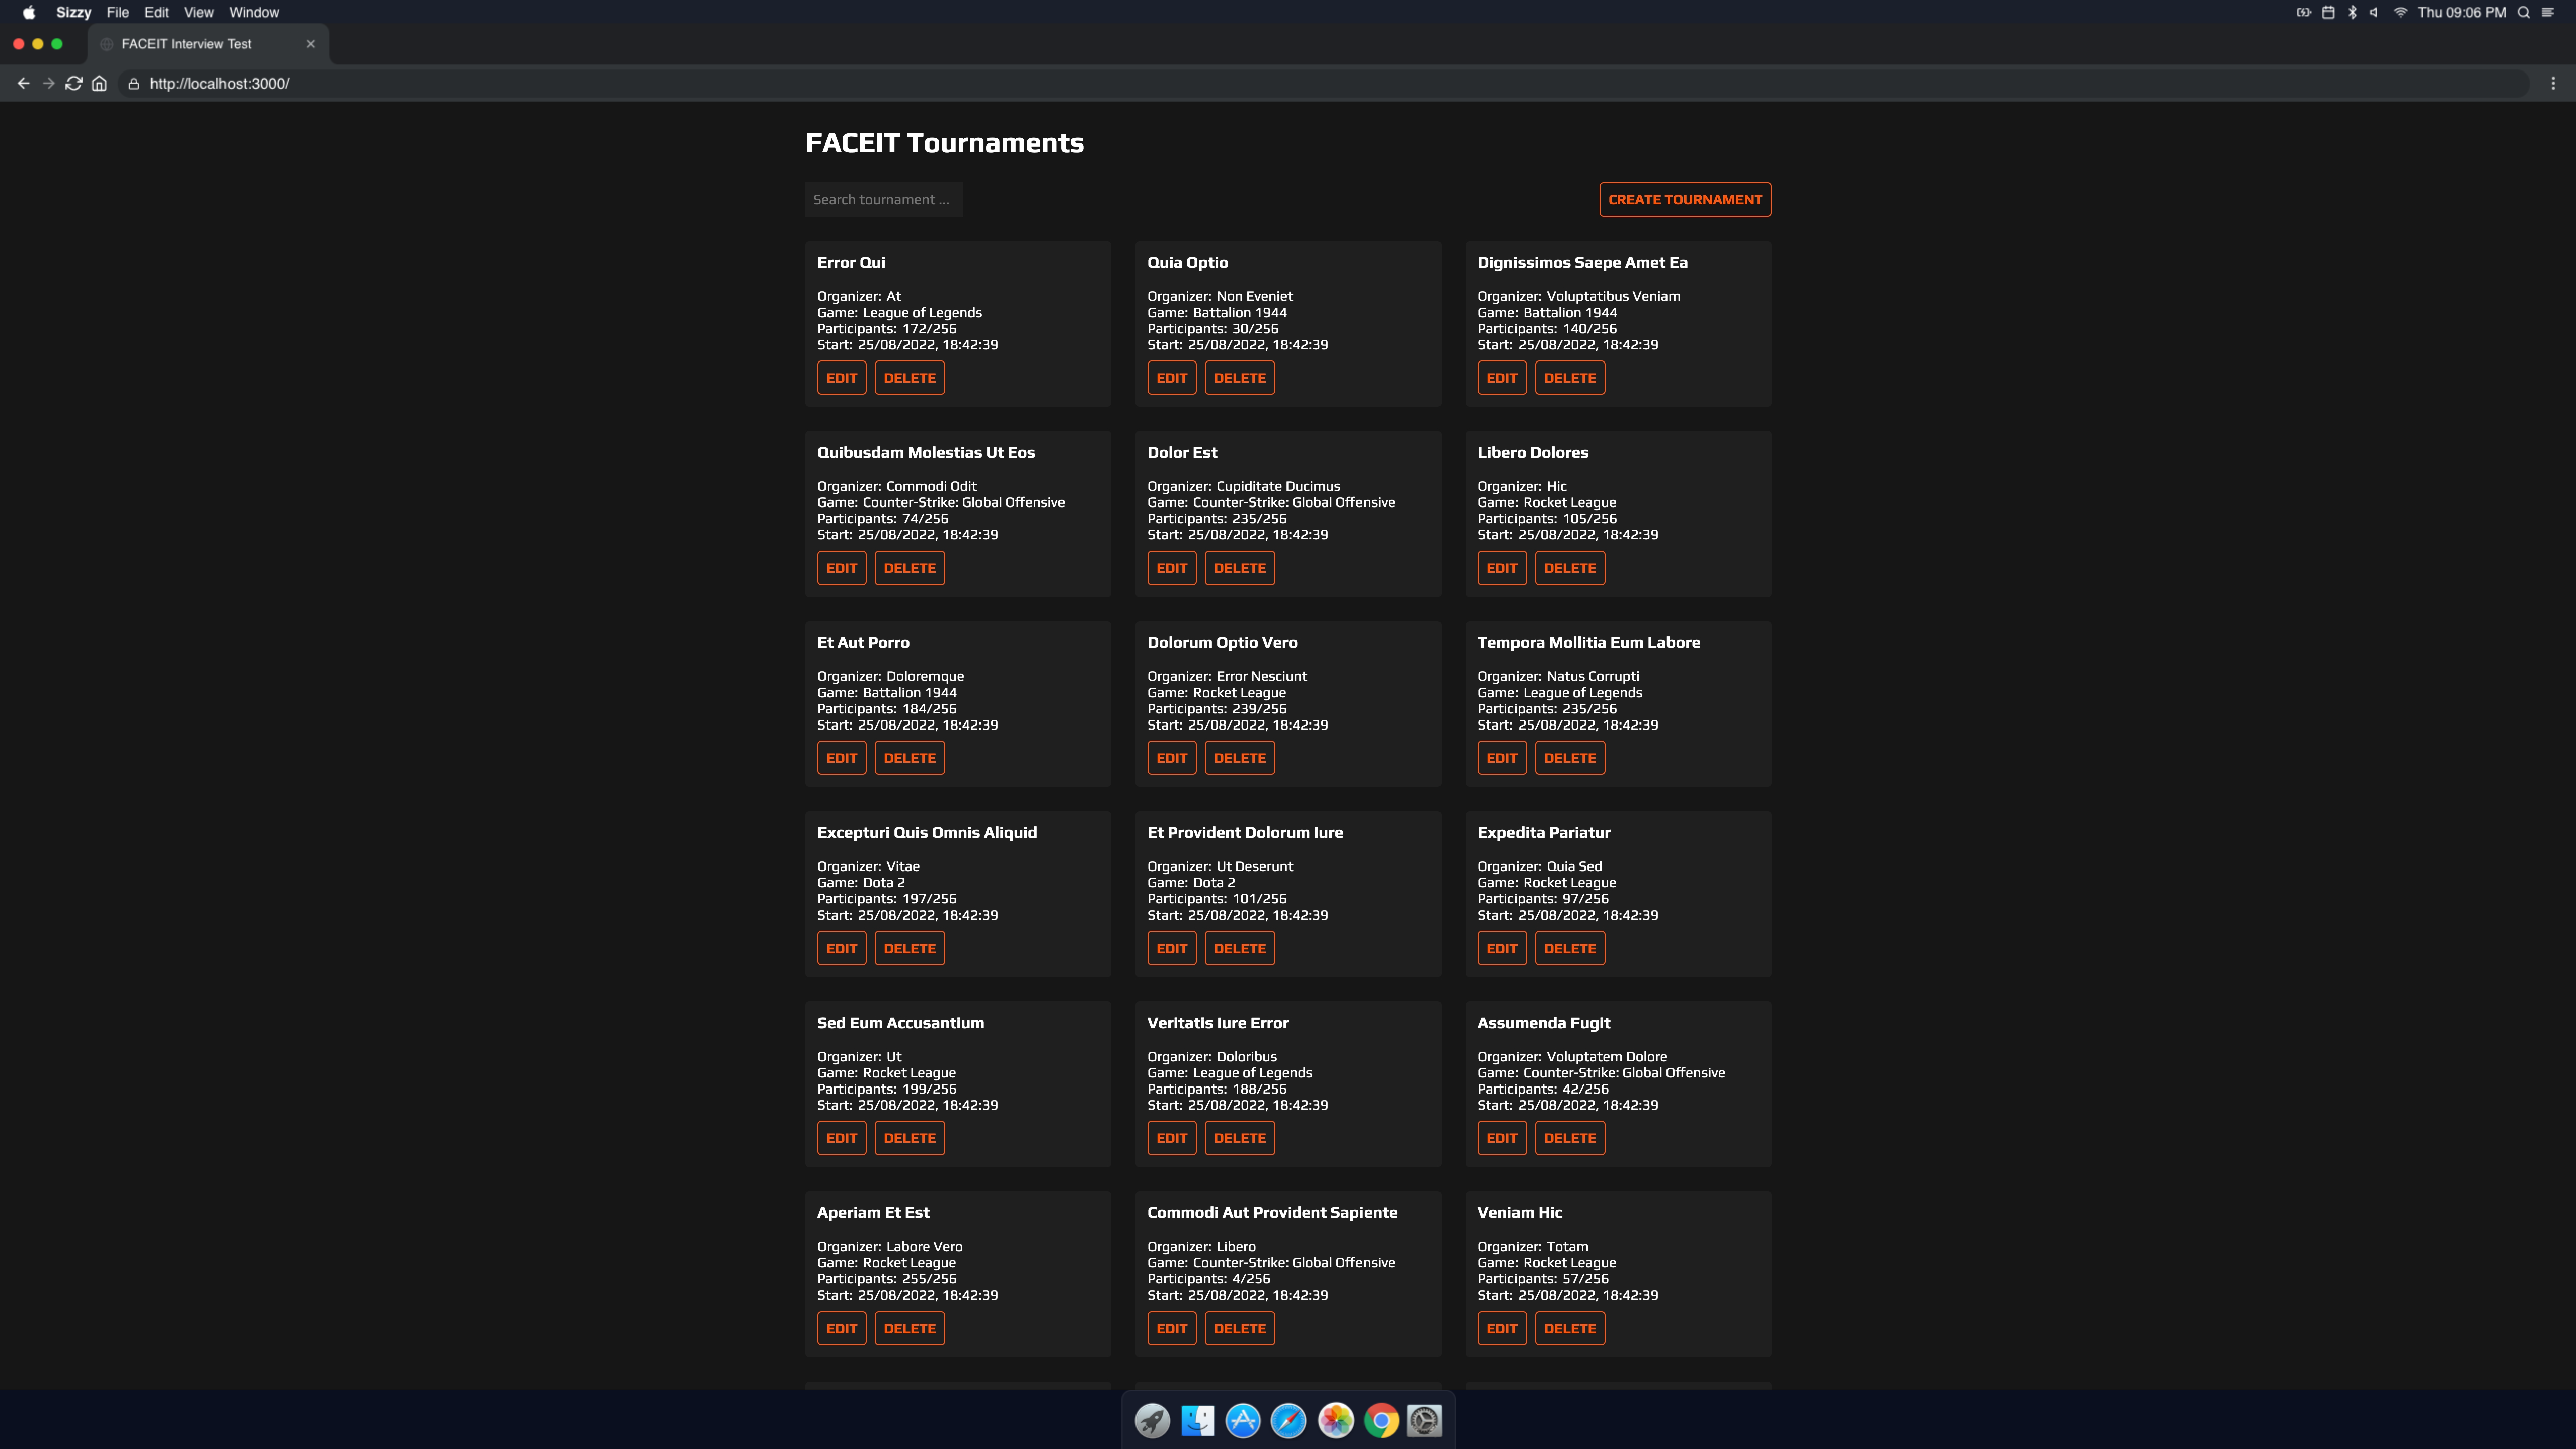 Sizzy File Edit View Window
Thu 09:06 PM
FACEIT Interview Test
http://localhost:3000/
FACEIT Tournaments
Search tournament ...
CREATE TOURNAMENT
Error Qui
Organizer: At
Game: League of Legends
Participants: 172/256
Start: 25/08/2022, 18:42:39
EDIT DELETE
Quia Optio
Organizer: Non Eveniet
Game: Battalion 1944
Participants: 30/256
Start: 25/08/2022, 18:42:39
EDIT DELETE
Dignissimos Saepe Amet Ea
Organizer: Voluptatibus Veniam
Game: Battalion 1944
Participants: 140/256
Start: 25/08/2022, 18:42:39
EDIT DELETE
Quibusdam Molestias Ut Eos
Organizer: Commodi Odit
Game: Counter-Strike: Global Offensive
Participants: 74/256
Start: 25/08/2022, 18:42:39
EDIT DELETE
Dolor Est
Organizer: Cupiditate Ducimus
Game: Counter-Strike: Global Offensive
Participants: 235/256
Start: 25/08/2022, 18:42:39
EDIT DELETE
Libero Dolores
Organizer: Hic
Game: Rocket League
Participants: 105/256
Start: 25/08/2022, 18:42:39
EDIT DELETE
Et Aut Porro
Organizer: Doloremque
Game: Battalion 1944
Participants: 184/256
Start: 25/08/2022, 18:42:39
EDIT DELETE
Dolorum Optio Vero
Organizer: Error Nesciunt
Game: Rocket League
Participants: 239/256
Start: 25/08/2022, 18:42:39
EDIT DELETE
Tempora Mollitia Eum Labore
Organizer: Natus Corrupti
Game: League of Legends
Participants: 235/256
Start: 25/08/2022, 18:42:39
EDIT DELETE
Excepturi Quis Omnis Aliquid
Organizer: Vitae
Game: Dota 2
Participants: 197/256
Start: 25/08/2022, 18:42:39
EDIT DELETE
Et Provident Dolorum Iure
Organizer: Ut Deserunt
Game: Dota 2
Participants: 101/256
Start: 25/08/2022, 18:42:39
EDIT DELETE
Expedita Pariatur
Organizer: Quia Sed
Game: Rocket League
Participants: 97/256
Start: 25/08/2022, 18:42:39
EDIT DELETE
Sed Eum Accusantium
Organizer: Ut
Game: Rocket League
Participants: 199/256
Start: 25/08/2022, 18:42:39
EDIT DELETE
Veritatis Iure Error
Organizer: Doloribus
Game: League of Legends
Participants: 188/256
Start: 25/08/2022, 18:42:39
EDIT DELETE
Assumenda Fugit
Organizer: Voluptatem Dolore
Game: Counter-Strike: Global Offensive
Participants: 42/256
Start: 25/08/2022, 18:42:39
EDIT DELETE
Aperiam Et Est
Organizer: Labore Vero
Game: Rocket League
Participants: 255/256
Start: 25/08/2022, 18:42:39
EDIT DELETE
Commodi Aut Provident Sapiente
Organizer: Libero
Game: Counter-Strike: Global Offensive
Participants: 4/256
Start: 25/08/2022, 18:42:39
EDIT DELETE
Veniam Hic
Organizer: Totam
Game: Rocket League
Participants: 57/256
Start: 25/08/2022, 18:42:39
EDIT DELETE